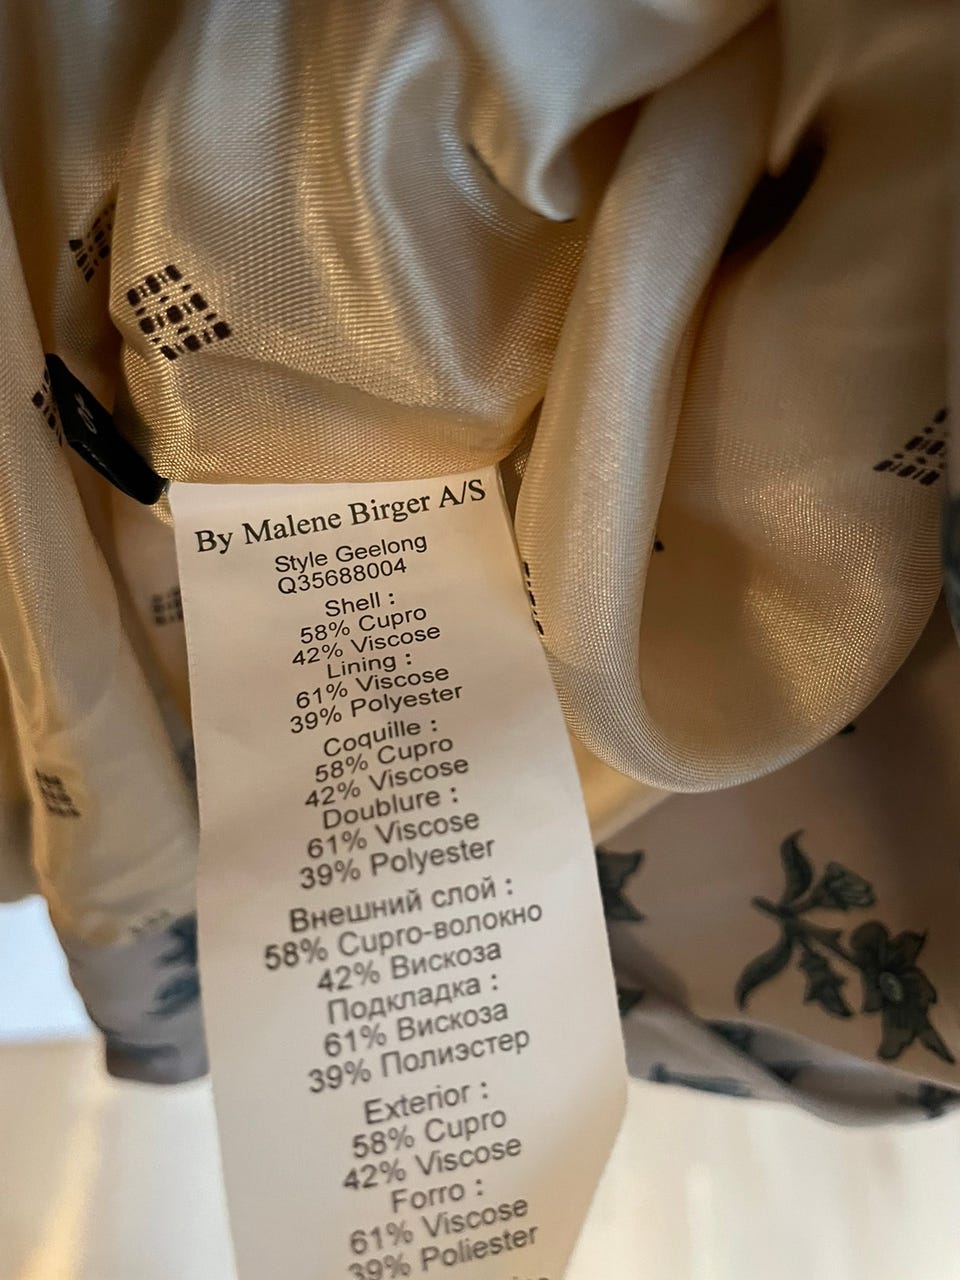 By Malene Birger A/S
Style Geelong
Q35688004
Shell :
58% Cupro
42% Viscose
Lining :
61% Viscose
39% Polyester
Coquille :
58% Cupro
42% Viscose
Doublure :
61% Viscose
39% Polyester
Внешний слой :
58% Cupro-волокно
42% Вискоза
Подкладка :
61% Вискоза
39% Полиэстер
Exterior :
58% Cupro
42% Viscose
Forro :
61% Viscose
39% Poliester